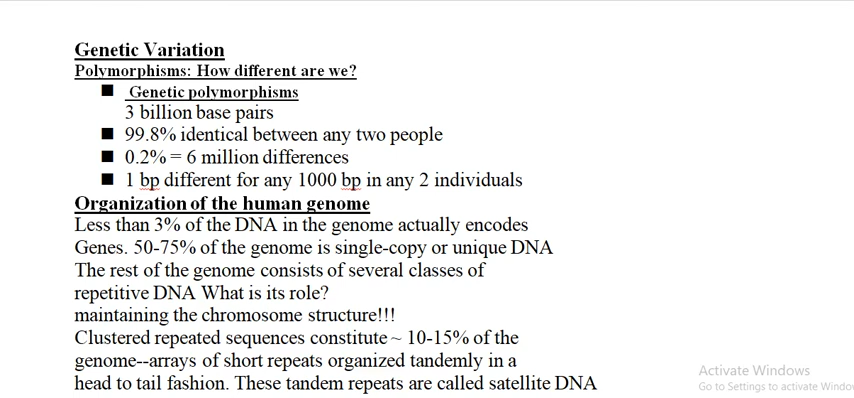 Genetic Variation
Polymorphisms: How different are we?
■ Genetic polymorphisms
3 billion base pairs
■ 99.8% identical between any two people
■ 0.2% = 6 million differences
■ 1 bp different for any 1000 bp in any 2 individuals
Organization of the human genome
Less than 3% of the DNA in the genome actually encodes
Genes. 50-75% of the genome is single-copy or unique DNA
The rest of the genome consists of several classes of
repetitive DNA What is its role?
maintaining the chromosome structure!!!
Clustered repeated sequences constitute ~ 10-15% of the
genome--arrays of short repeats organized tandemly in a
head to tail fashion. These tandem repeats are called satellite DNA
Activate Windows
Go to Settings to activate Windo